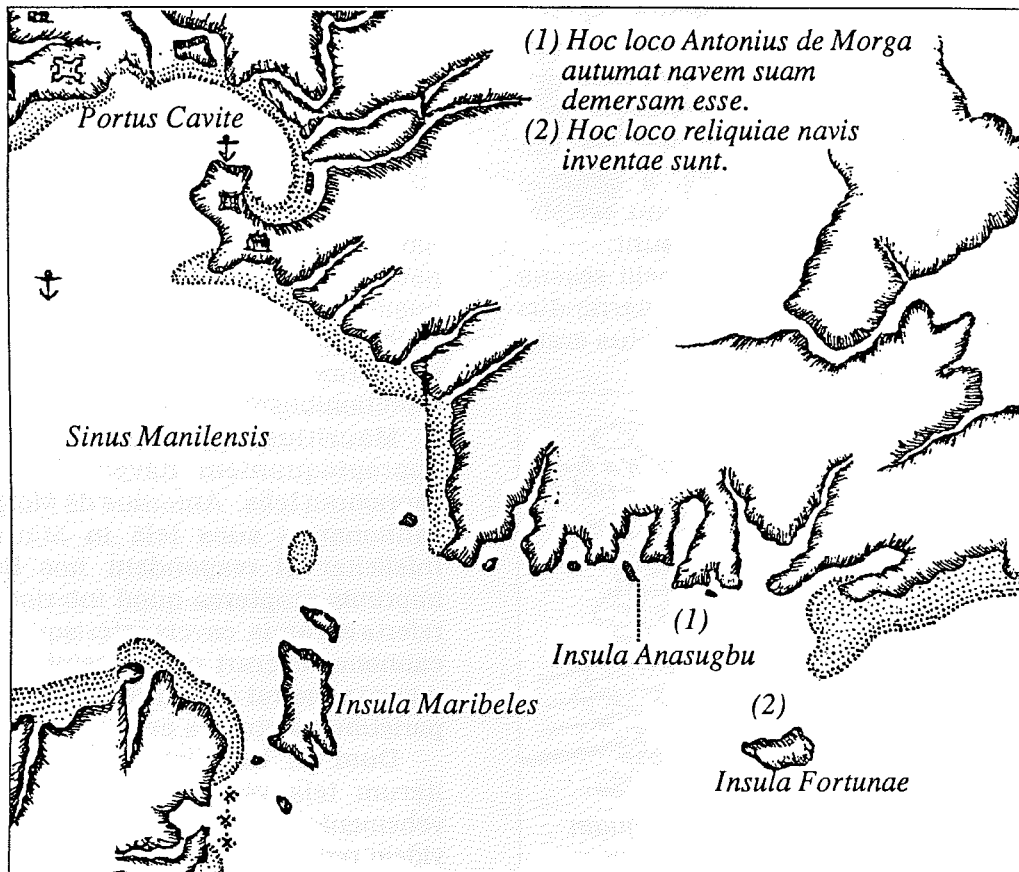 (1) Hoc loco Antonius de Morga
autumat navem suam
demersam esse.
(2) Hoc loco reliquiae navis
inventae sunt.
Portus Cavite
Sinus Manilensis
(1)
Insula Anasugbu
Insula Maribeles
(2)
Insula Fortunae